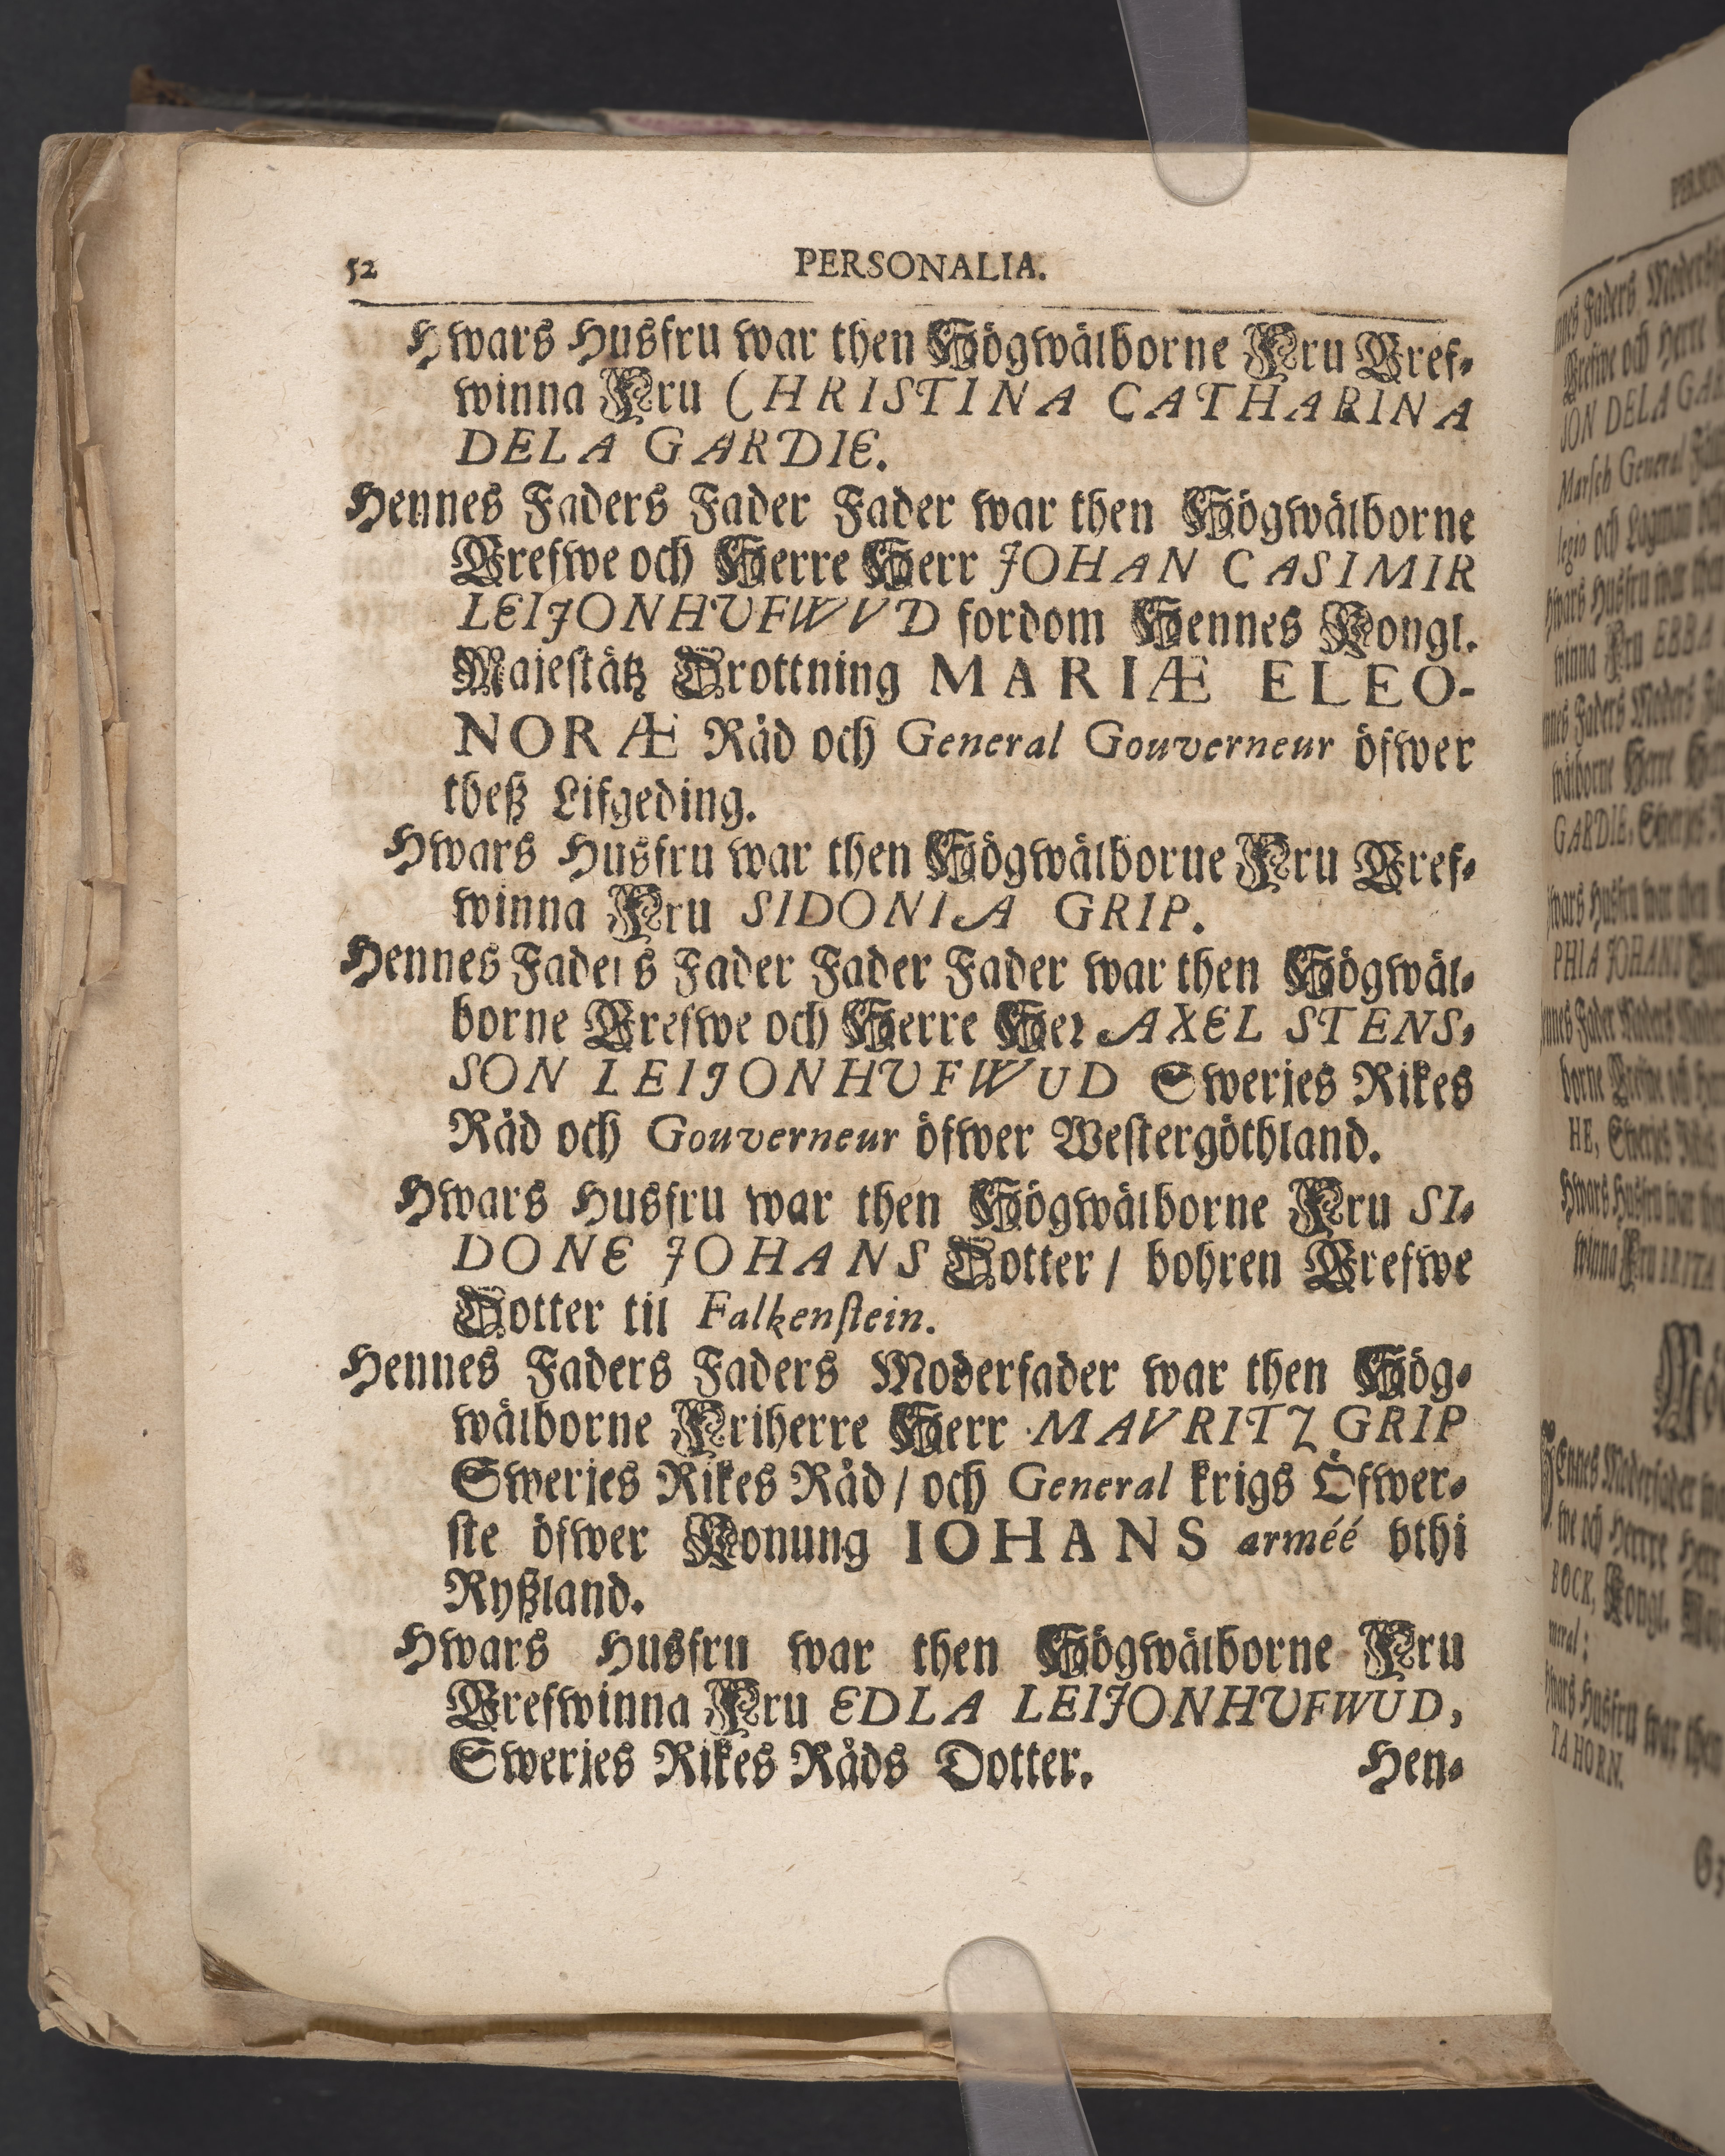 52 PERSONALIA.
Hwars Husfru war then Högwälborne Fru Gref-
winna Fru CHRISTINA CATHARINA
DELA GARDIE.
Hennes Faders Fader Fader war then Högwälborne
Grefwe och Herre Herr JOHAN CASIMIR
LEIJONHUFWVD fordom Hennes Kongl.
Majestätz Drottning MARIÆ ELEO-
NORÆ Råd och General Gouverneur öfwer
theß Lifgeding.
Hwars Husfru war then Högwälborne Fru Gref-
winna Fru SIDONIA GRIP.
Hennes Faders Fader Fader Fader war then Högwäl-
borne Grefwe och Herre Her AXEL STENS-
SON LEIJONHUFWUD Swerjes Rikes
Råd och Gouverneur öfwer Westergöthland.
Hwars Husfru war then Högwälborne Fru SI-
DONE JOHANS Dotter / bohren Grefwe
Dotter til Falkenstein.
Hennes Faders Faders Moderfader war then Hög-
wälborne Friherre Herr MAVRITZ GRIP
Swerjes Rikes Råd / och General krigs Öfwer-
ste öfwer Konung IOHANS arméé vthi
Ryßland.
Hwars Husfru war then Högwälborne Fru
Grefwinna Fru EDLA LEIJONHUFWUD,
Swerjes Rikes Råds Dotter. Hen-